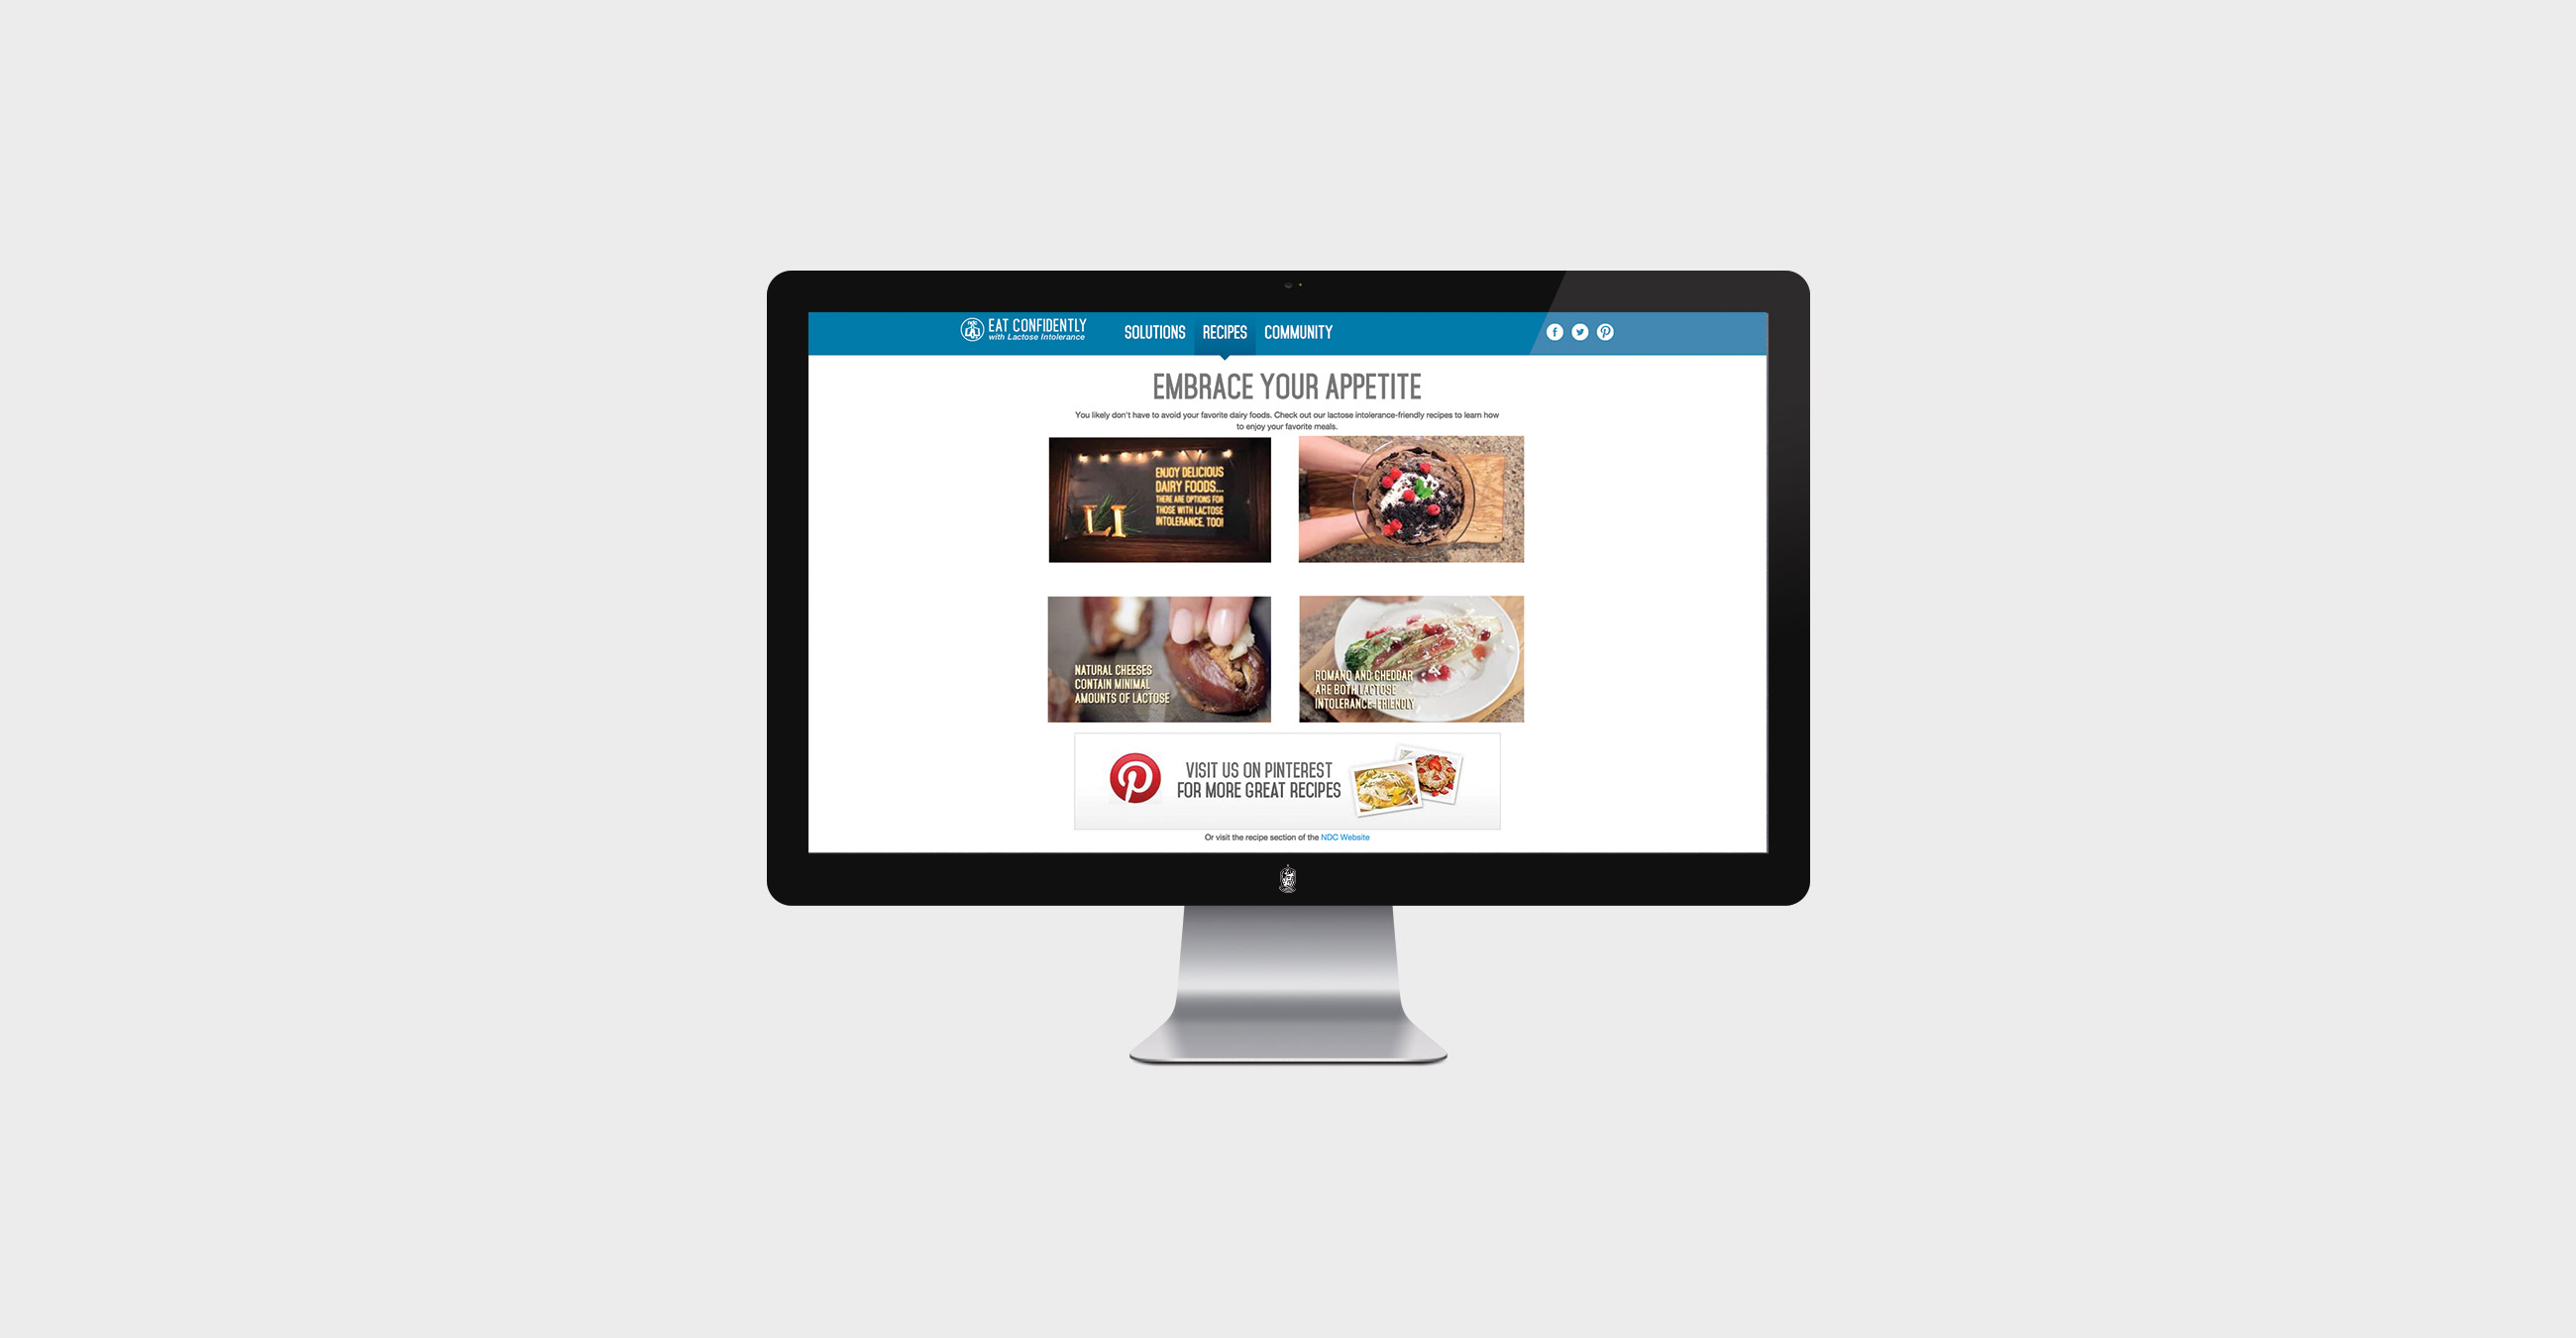 ndc
EAT CONFIDENTLY
with Lactose Intolerance
SOLUTIONS
RECIPES
COMMUNITY
EMBRACE YOUR APPETITE
You likely don't have to avoid your favorite dairy foods. Check out our lactose intolerance-friendly recipes to learn how
to enjoy your favorite meals.
LI
ENJOY DELICIOUS
DAIRY FOODS...
THERE ARE OPTIONS FOR
THOSE WITH LACTOSE
INTOLERANCE, TOO!
NATURAL CHEESES
CONTAIN MINIMAL
AMOUNTS OF LACTOSE
ROMANO AND CHEDDAR
ARE BOTH LACTOSE
INTOLERANCE-FRIENDLY
VISIT US ON PINTEREST
FOR MORE GREAT RECIPES
Or visit the recipe section of the NDC Website